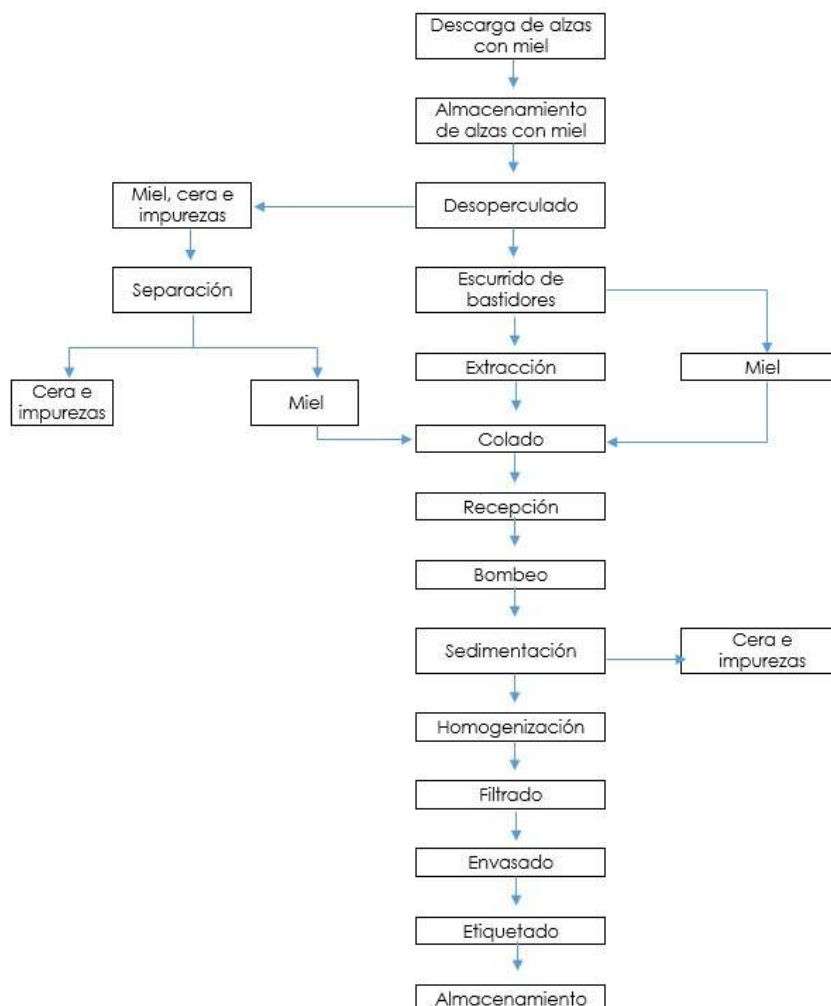 Descarga de alzas
con miel
Almacenamiento
de alzas con miel
Miel, cera e
impurezas
Desoperculado
Separación
Escurrido de
bastidores
Cera e
impurezas
Miel
Extracción
Miel
Colado
Recepción
Bombeo
Sedimentación
Cera e
impurezas
Homogenización
Filtrado
Envasado
Etiquetado
Almacenamiento